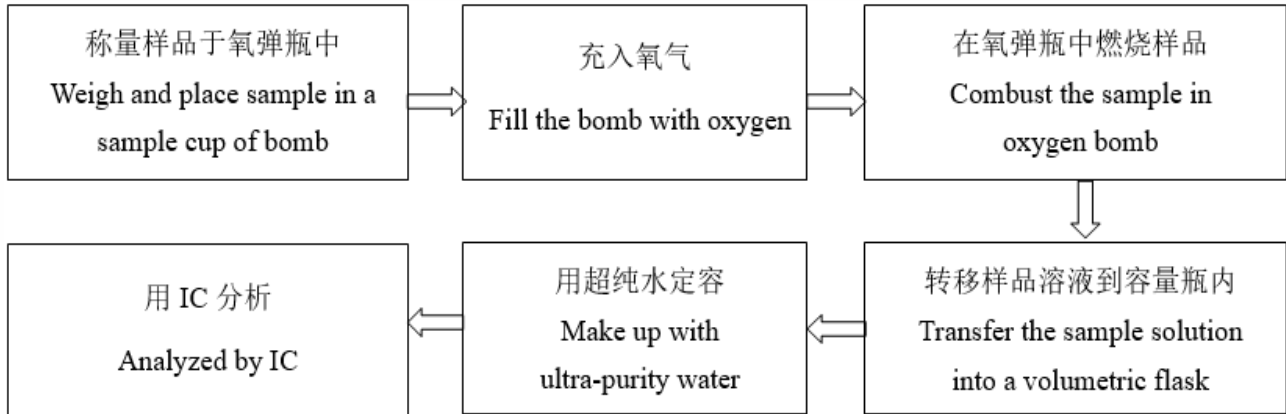 称量样品于氧弹瓶中
Weigh and place sample in a
sample cup of bomb
充入氧气
Fill the bomb with oxygen
在氧弹瓶中燃烧样品
Combust the sample in
oxygen bomb
转移样品溶液到容量瓶内
Transfer the sample solution
into a volumetric flask
用超纯水定容
Make up with
ultra-purity water
用 IC 分析
Analyzed by IC